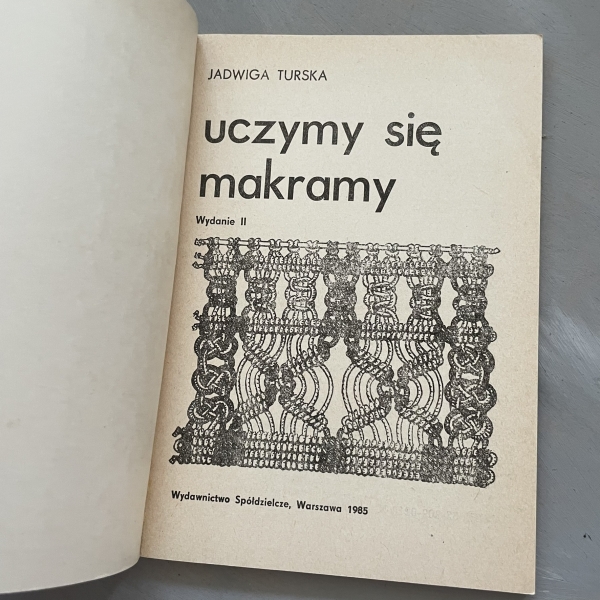 JADWIGA TURSKA
uczymy się
makramy
Wydanie II
Wydawnictwo Spółdzielcze, Warszawa 1985